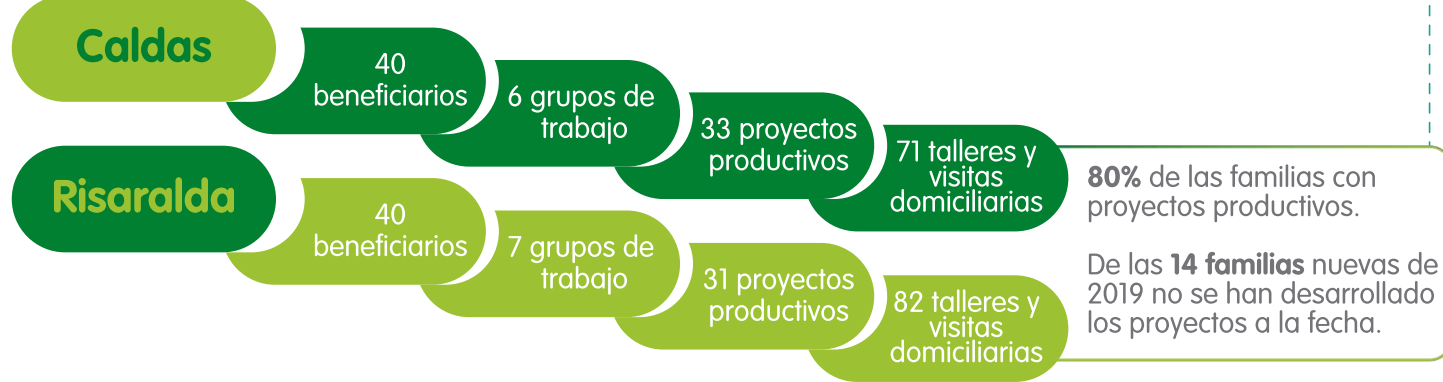 Caldas
40
beneficiarios
6 grupos de
trabajo
33 proyectos
productivos
71 talleres y
visitas
domiciliarias
Risaralda
40
beneficiarios
7 grupos de
trabajo
31 proyectos
productivos
82 talleres y
visitas
domiciliarias
80% de las familias con
proyectos productivos.
De las 14 familias nuevas de
2019 no se han desarrollado
los proyectos a la fecha.